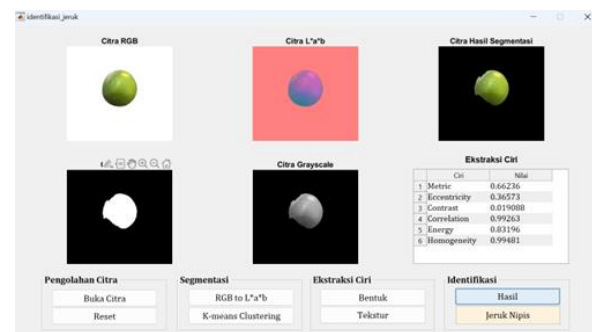 identifikasi_jeruk
Citra RGB
Citra L*a*b
Citra Hasil Segmentasi
Citra Grayscale
Ekstraksi Ciri
Ciri Nilai
1 Metric 0.66236
2 Eccentricity 0.36573
3 Contrast 0.019088
4 Correlation 0.99263
5 Energy 0.83196
6 Homogeneity 0.99481
Pengolahan Citra
Buka Citra
Reset
Segmentasi
RGB to L*a*b
K-means Clustering
Ekstraksi Ciri
Bentuk
Tekstur
Identifikasi
Hasil
Jeruk Nipis